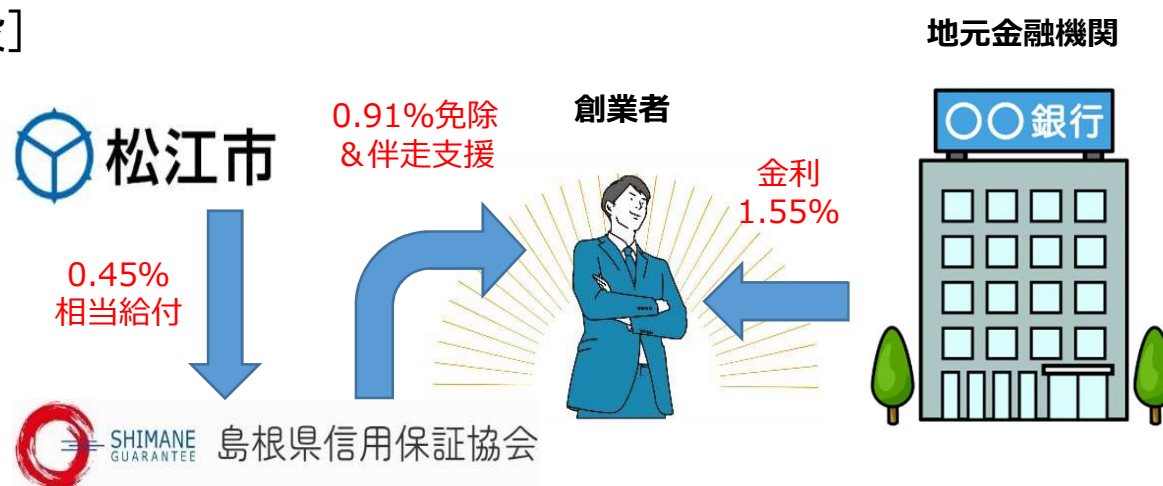 ]
地元金融機関
松江市
0.91%免除
&伴走支援
創業者
〇〇銀行
金利
1.55%
0.45%
相当給付
SHIMANE
GUARANTEE
島根県信用保証協会